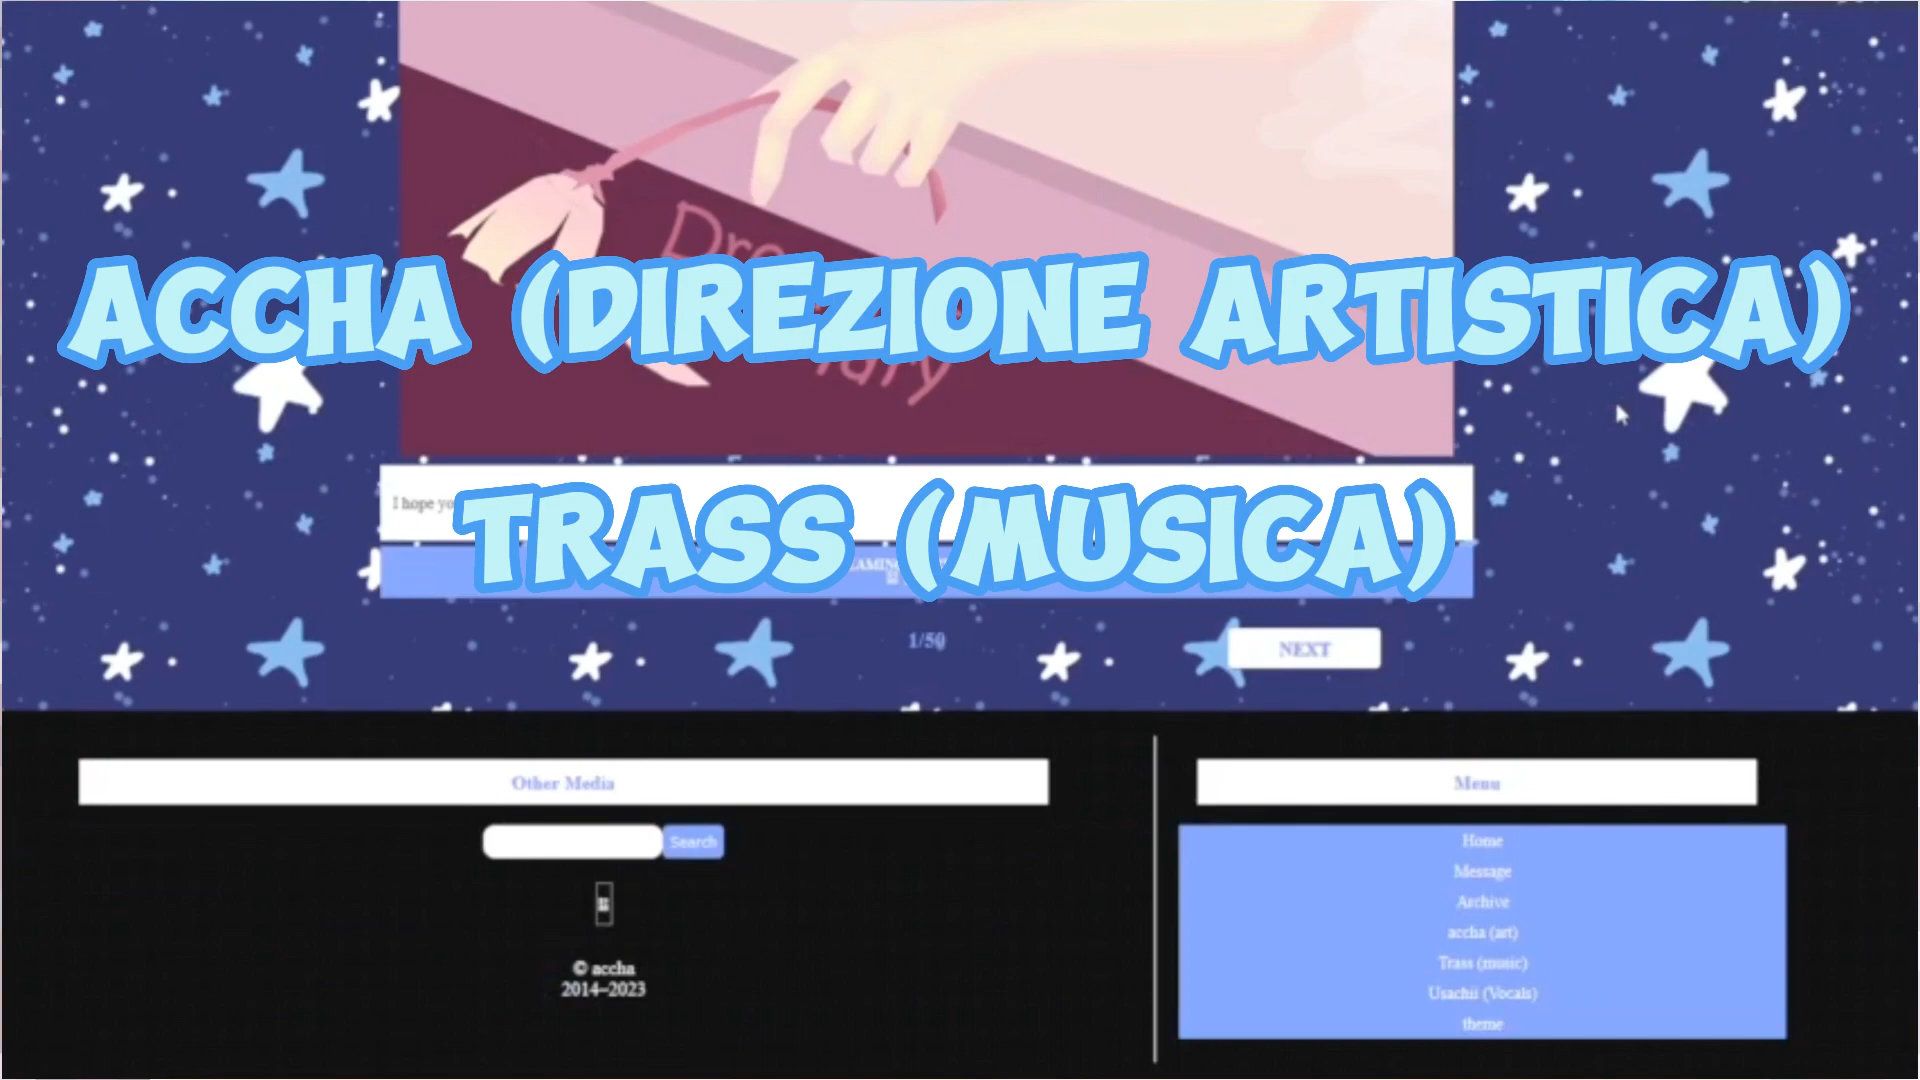 ACCHA (DIREZIONE ARTISTICA)
I hope
TRASS (MUSICA)
1/50
NEXT
Other Media
Menu
Search
Home
Message
Archive
accha (art)
Trass (music)
Usachii (Vocals)
theme
© accha
2014–2023